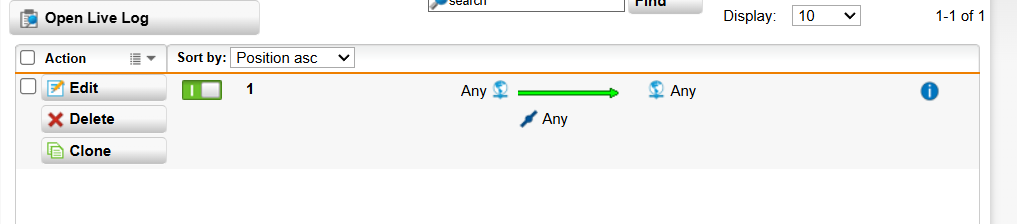 Open Live Log
search
Find
Display: 10
1-1 of 1
Action
Sort by: Position asc
Edit
1
Any
Any
Delete
Any
Clone